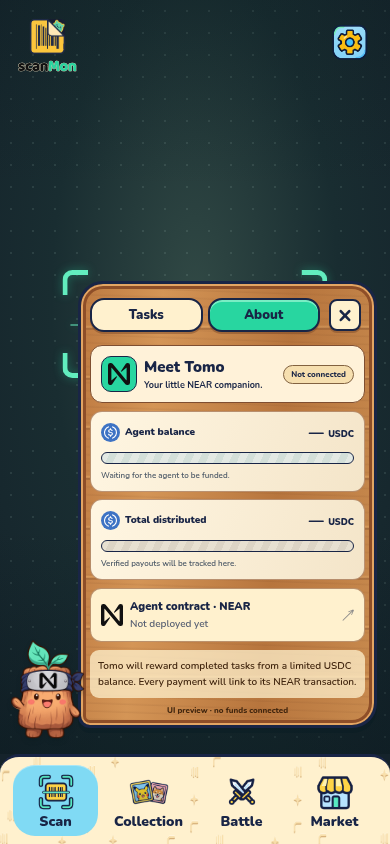 scanMon
Tasks
About
Meet Tomo
Your little NEAR companion.
Not connected
Agent balance
— USDC
Waiting for the agent to be funded.
Total distributed
— USDC
Verified payouts will be tracked here.
Agent contract · NEAR
Not deployed yet
Tomo will reward completed tasks from a limited USDC
balance. Every payment will link to its NEAR transaction.
UI preview · no funds connected
Scan
Collection
Battle
Market